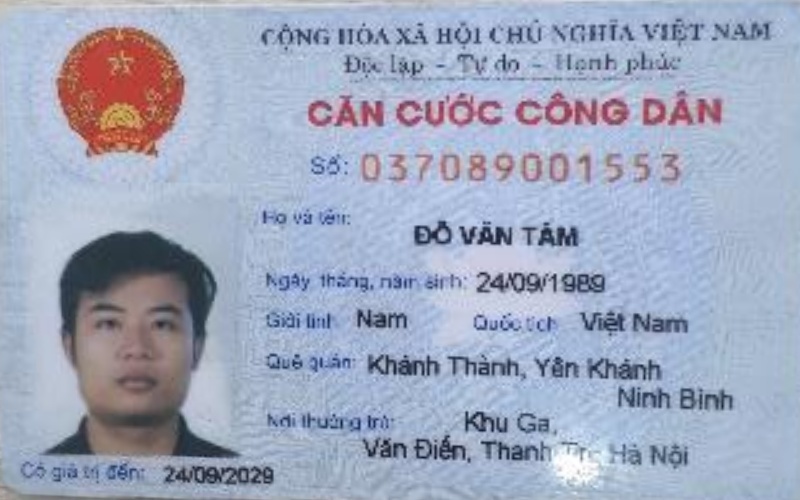 CỘNG HÒA XÃ HỘI CHỦ NGHĨA VIỆT NAM
Độc lập - Tự do - Hạnh phúc
CĂN CƯỚC CÔNG DÂN
Số: 037089001553
Họ và tên:
ĐỖ VĂN TÂM
Ngày, tháng, năm sinh: 24/09/1989
Giới tính Nam Quốc tịch Việt Nam
Quê quán: Khánh Thành, Yên Khánh
Ninh Bình
Nơi thường trú: Khu Ga,
Văn Điển, Thanh Hà Nội
Có giá trị đến: 24/09/2029